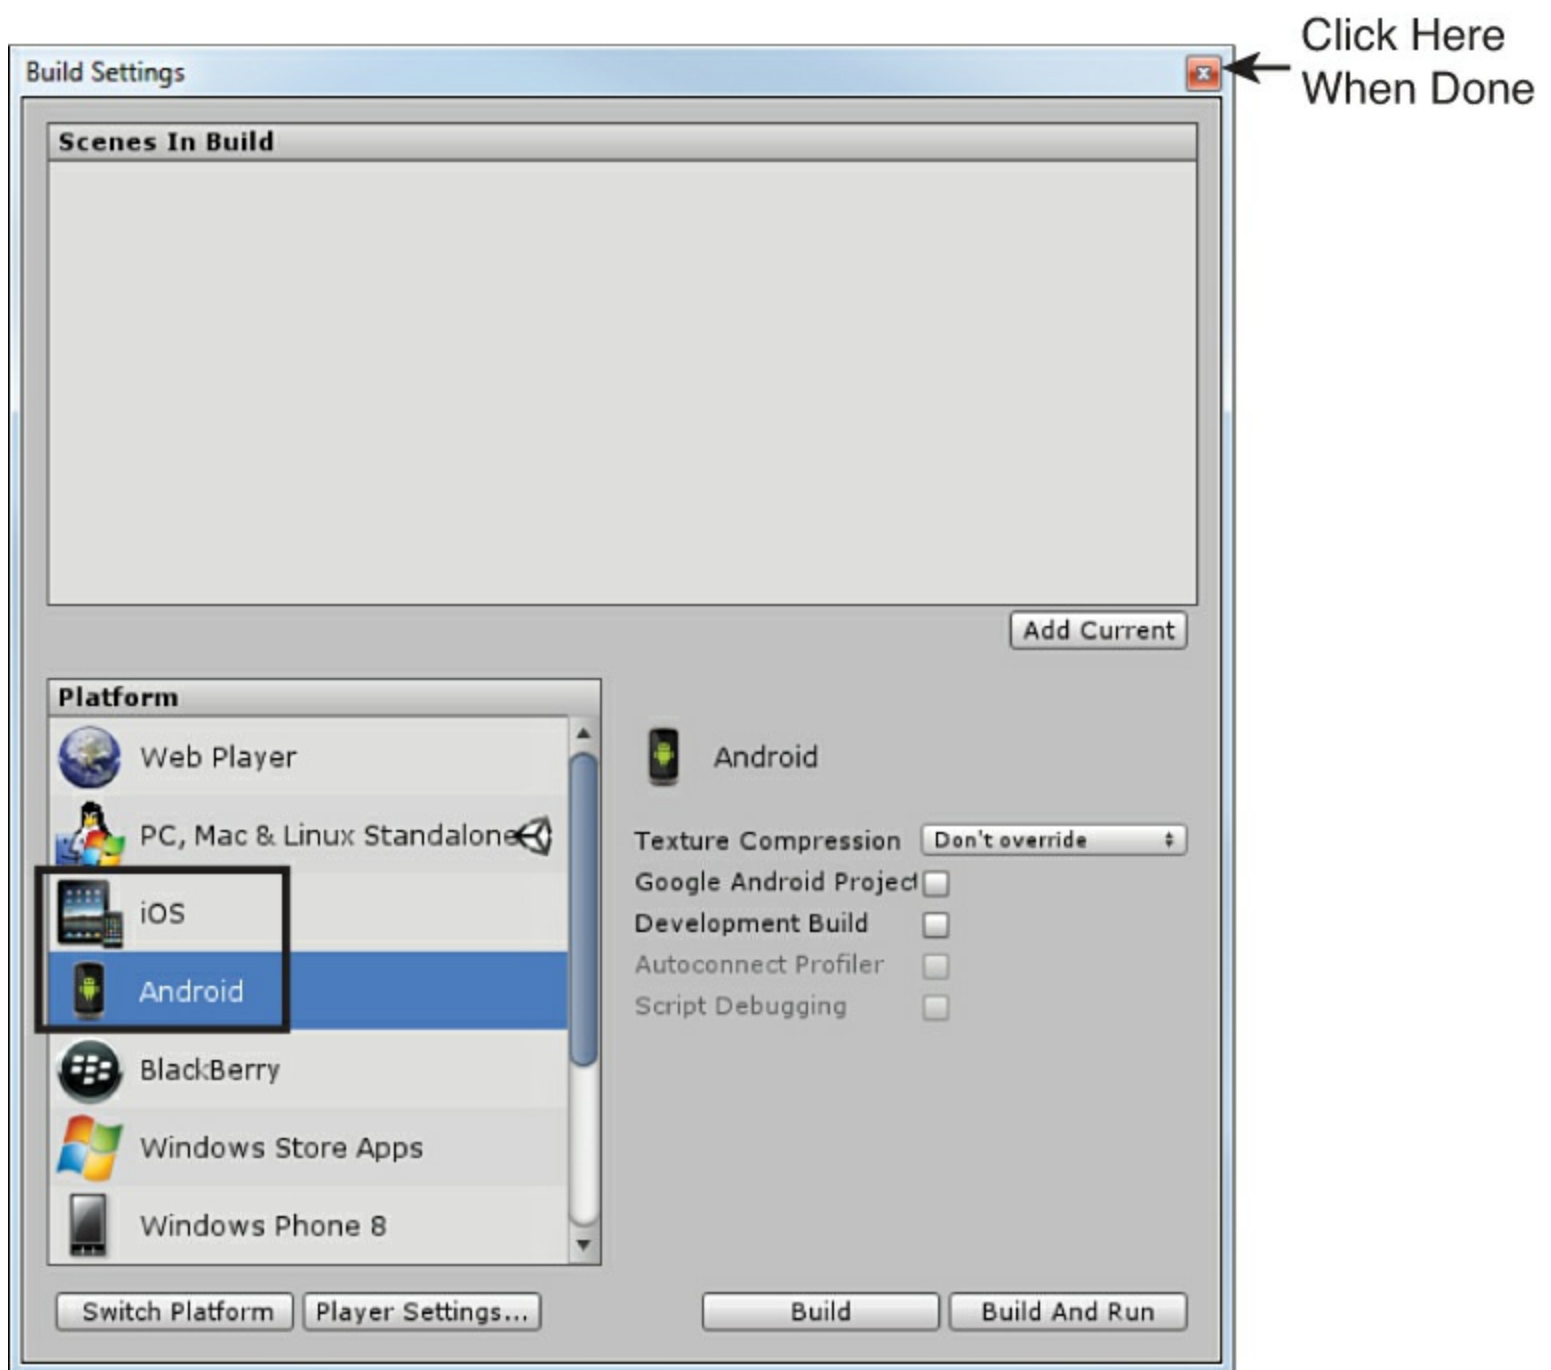 Click Here
When Done
Build Settings
Scenes In Build
Add Current
Platform
Web Player
PC, Mac & Linux Standalone
iOS
Android
BlackBerry
Windows Store Apps
Windows Phone 8
Android
Texture Compression Don't override
Google Android Project
Development Build
Autoconnect Profiler
Script Debugging
Switch Platform Player Settings... Build Build And Run